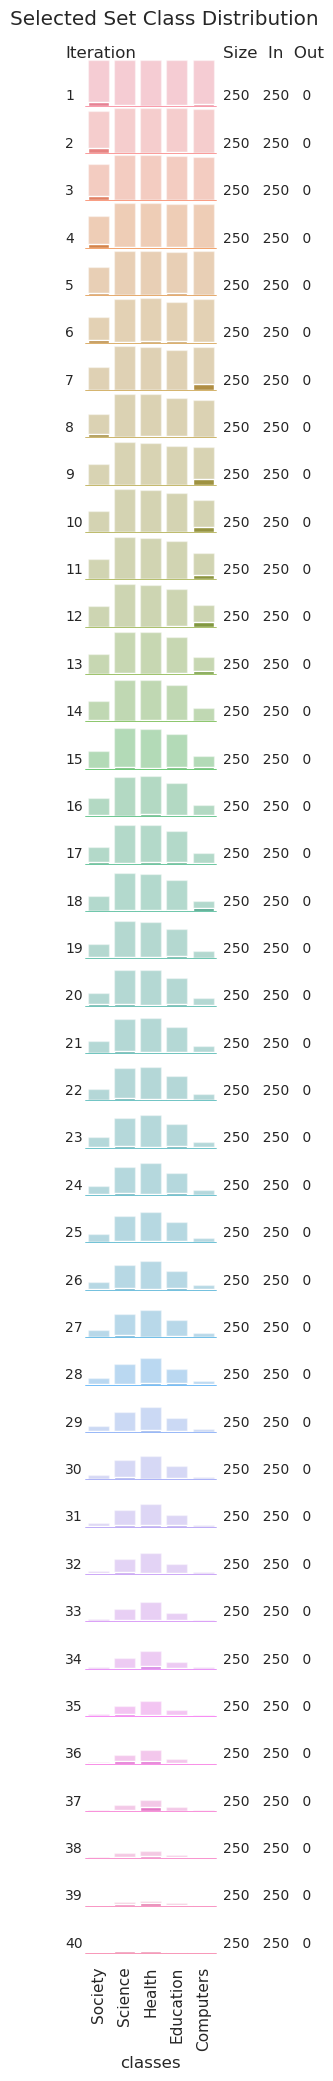 Selected Set Class Distribution
Iteration Size In Out
1 250 250 0
2 250 250 0
3 250 250 0
4 250 250 0
5 250 250 0
6 250 250 0
7 250 250 0
8 250 250 0
9 250 250 0
10 250 250 0
11 250 250 0
12 250 250 0
13 250 250 0
14 250 250 0
15 250 250 0
16 250 250 0
17 250 250 0
18 250 250 0
19 250 250 0
20 250 250 0
21 250 250 0
22 250 250 0
23 250 250 0
24 250 250 0
25 250 250 0
26 250 250 0
27 250 250 0
28 250 250 0
29 250 250 0
30 250 250 0
31 250 250 0
32 250 250 0
33 250 250 0
34 250 250 0
35 250 250 0
36 250 250 0
37 250 250 0
38 250 250 0
39 250 250 0
40 250 250 0
Society
Science
Health
Education
Computers
classes